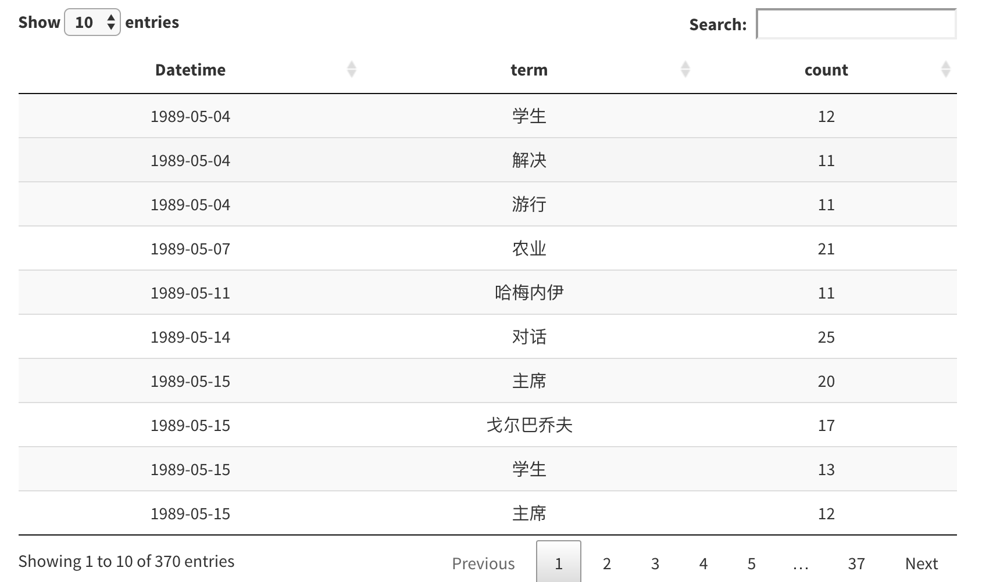 Show 10 entries Search:
Datetime term count
1989-05-04 学生 12
1989-05-04 解决 11
1989-05-04 游行 11
1989-05-07 农业 21
1989-05-11 哈梅内伊 11
1989-05-14 对话 25
1989-05-15 主席 20
1989-05-15 戈尔巴乔夫 17
1989-05-15 学生 13
1989-05-15 主席 12
Showing 1 to 10 of 370 entries Previous 1 2 3 4 5 … 37 Next